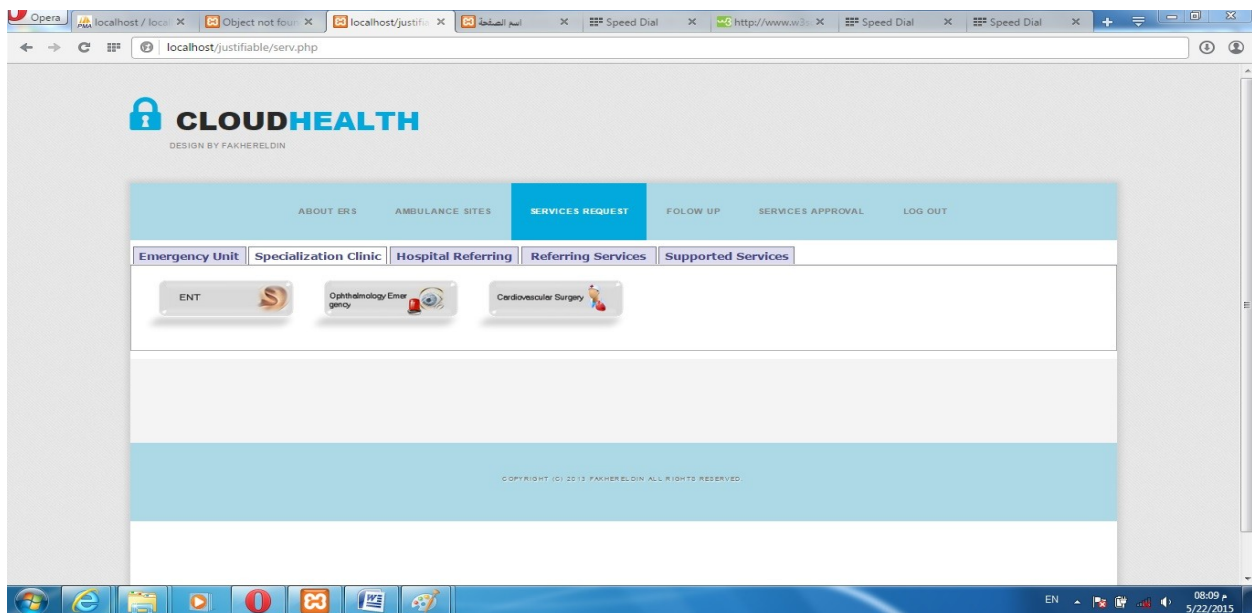 Opera
localhost / local
Object not foun
localhost/justifia
اسم الصفحة
Speed Dial
http://www.w3s
Speed Dial
Speed Dial
localhost/justifiable/serv.php
CLOUDHEALTH
DESIGN BY FAKHERELDIN
ABOUT ERS AMBULANCE SITES SERVICES REQUEST FOLOW UP SERVICES APPROVAL LOG OUT
Emergency Unit Specialization Clinic Hospital Referring Referring Services Supported Services
ENT
Ophthalmology Emer
gency
Cardiovasculer Surgery
COPYRIGHT (C) 2013 FAKHERELDIN ALL RIGHTS RESERVED.
EN
08:09 م
5/22/2015